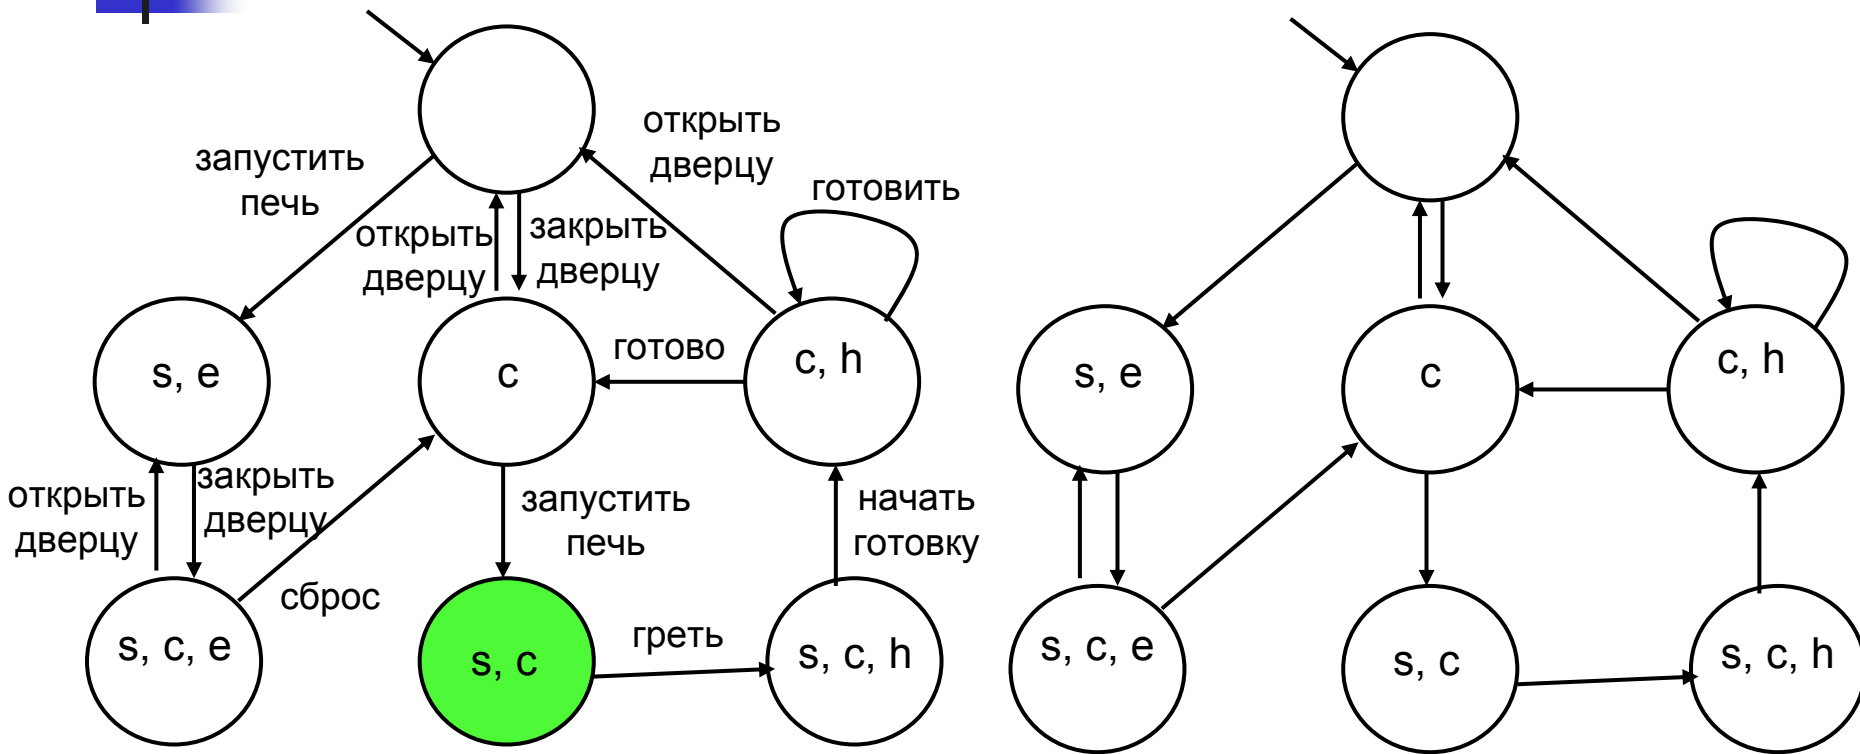 открыть
дверцу
запустить
печь
готовить
открыть
дверцу
закрыть
дверцу
s, e
c
готово
c, h
открыть
дверцу
закрыть
дверцу
запустить
печь
начать
готовку
сброс
s, c, e
s, c
греть
s, c, h
s, e
c
c, h
s, c, e
s, c
s, c, h